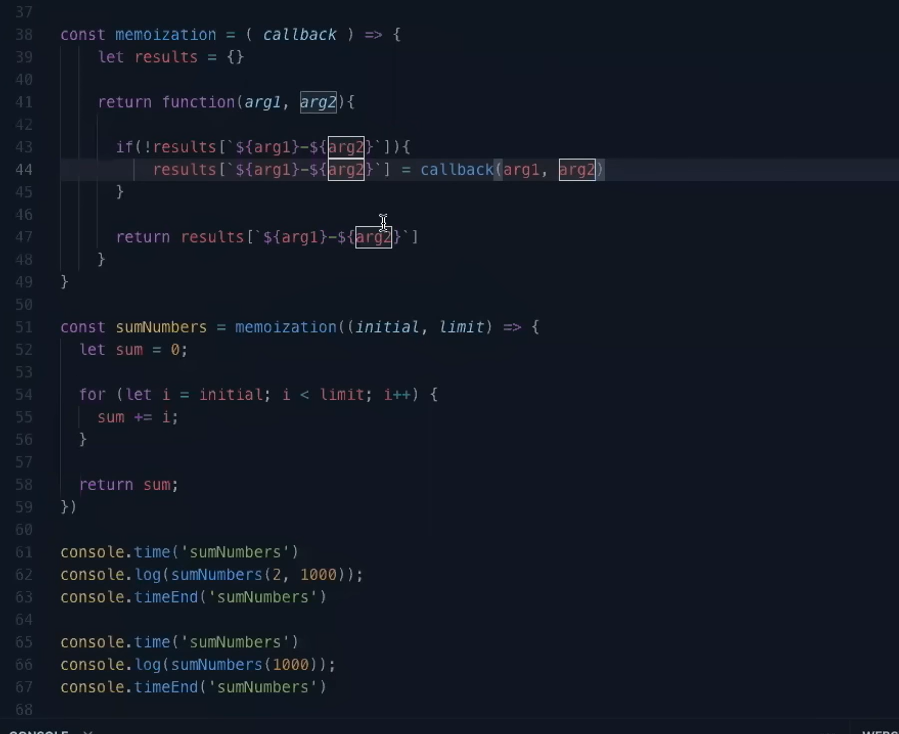 37
38 const memoization = ( callback ) => {
39 let results = {}
40
41 return function(arg1, arg2){
42
43 if(!results[`${arg1}-${arg2}`]){
44 results[`${arg1}-${arg2}`] = callback(arg1, arg2)
45 }
46
47 return results[`${arg1}-${arg2}`]
48 }
49 }
50
51 const sumNumbers = memoization((initial, limit) => {
52 let sum = 0;
53
54 for (let i = initial; i < limit; i++) {
55 sum += i;
56 }
57
58 return sum;
59 })
60
61 console.time('sumNumbers')
62 console.log(sumNumbers(2, 1000));
63 console.timeEnd('sumNumbers')
64
65 console.time('sumNumbers')
66 console.log(sumNumbers(1000));
67 console.timeEnd('sumNumbers')
68